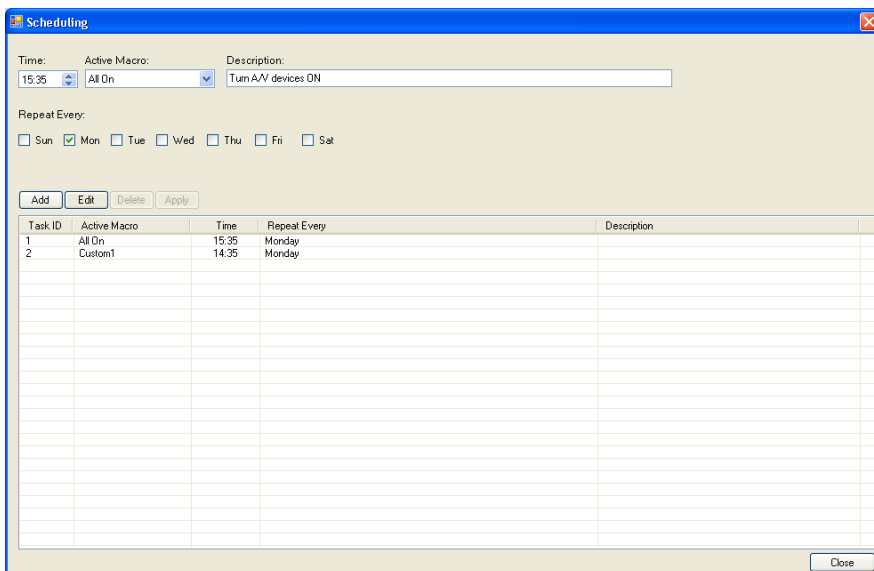 Scheduling
Time: Active Macro: Description:
15:35 All On Turn A/V devices ON
Repeat Every:
Sun Mon Tue Wed Thu Fri Sat
Add Edit Delete Apply
Task ID Active Macro Time Repeat Every Description
1 All On 15:35 Monday
2 Custom1 14:35 Monday
Close